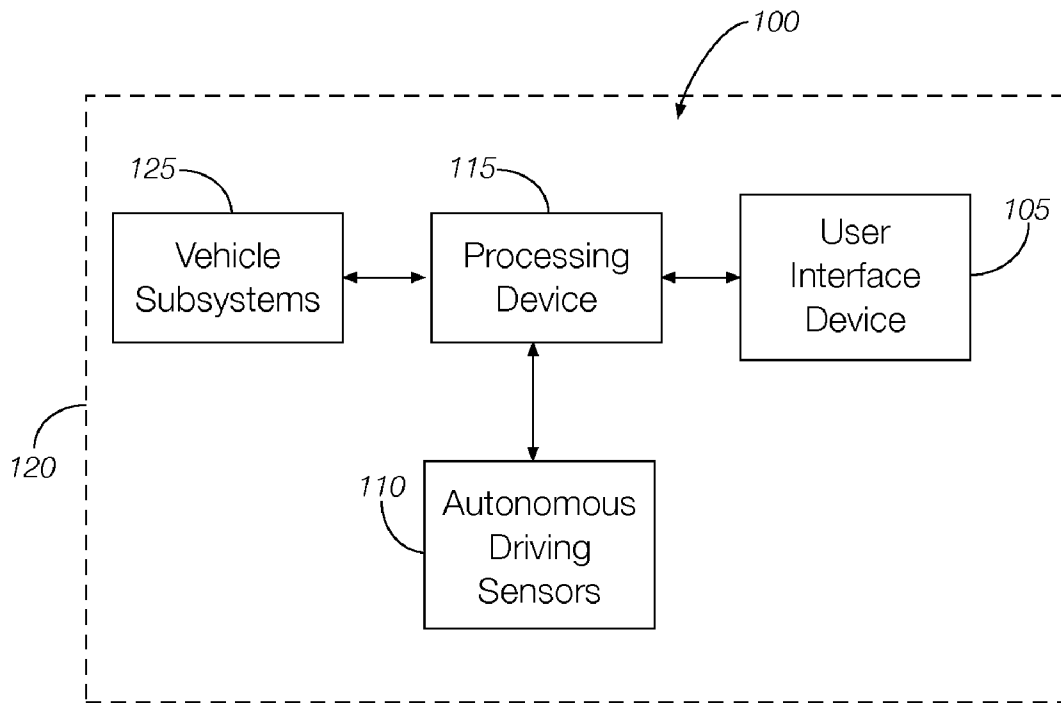 100
125
Vehicle
Subsystems
115
Processing
Device
105
User
Interface
Device
120
110
Autonomous
Driving
Sensors